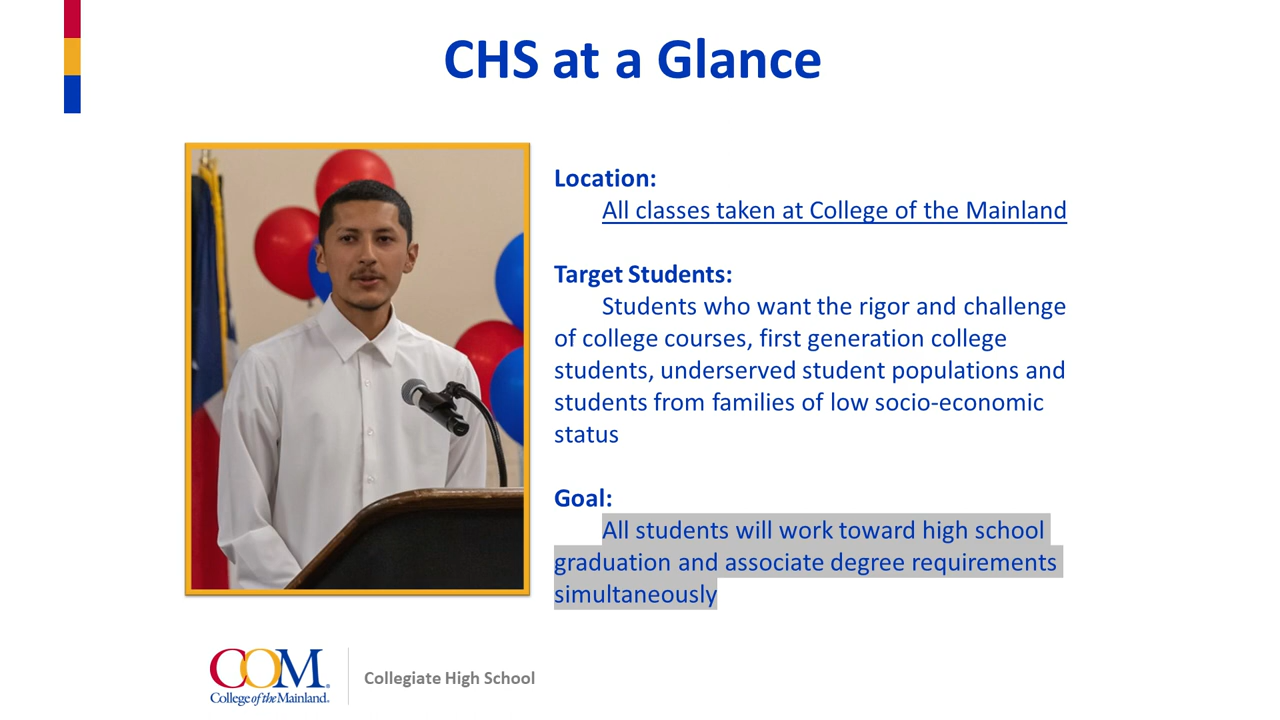 CHS at a Glance
Location:
All classes taken at College of the Mainland
Target Students:
Students who want the rigor and challenge
of college courses, first generation college
students, underserved student populations and
students from families of low socio-economic
status
Goal:
All students will work toward high school
graduation and associate degree requirements
simultaneously
COM
College of the Mainland.
Collegiate High School